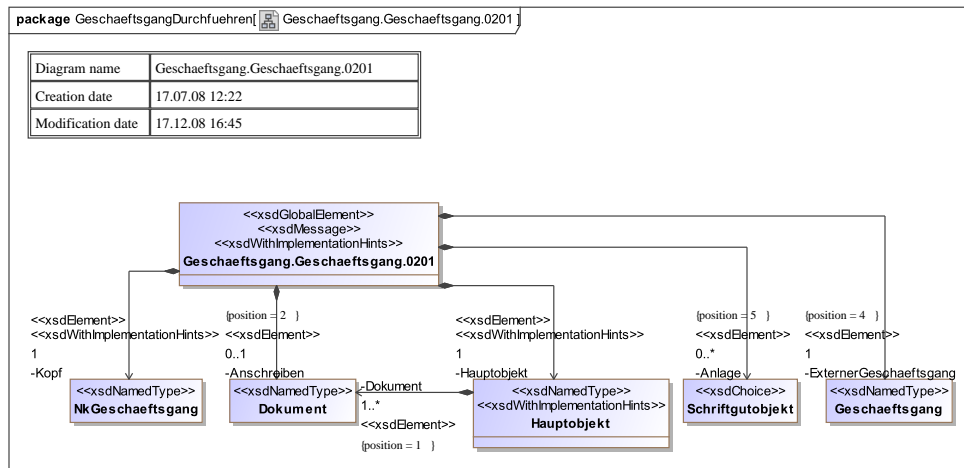 package GeschaeftsgangDurchfuehren[ Geschaeftsgang.Geschaeftsgang.0201 ]
Diagram name Geschaeftsgang.Geschaeftsgang.0201
Creation date 17.07.08 12:22
Modification date 17.12.08 16:45
<<xsdGlobalElement>>
<<xsdMessage>>
<<xsdWithImplementationHints>>
Geschaeftsgang.Geschaeftsgang.0201
<<xsdElement>>
<<xsdWithImplementationHints>>
1
-Kopf
{position = 2 }
<<xsdElement>>
0..1
-Anschreiben
<<xsdElement>>
<<xsdWithImplementationHints>>
1
-Hauptobjekt
{position = 5 }
<<xsdElement>>
0..*
-Anlage
{position = 4 }
<<xsdElement>>
1
-ExternerGeschaeftsgang
<<xsdNamedType>>
NkGeschaeftsgang
<<xsdNamedType>>
Dokument
-Dokument
1..*
<<xsdElement>>
{position = 1 }
<<xsdNamedType>>
<<xsdWithImplementationHints>>
Hauptobjekt
<<xsdChoice>>
Schriftgutobjekt
<<xsdNamedType>>
Geschaeftsgang